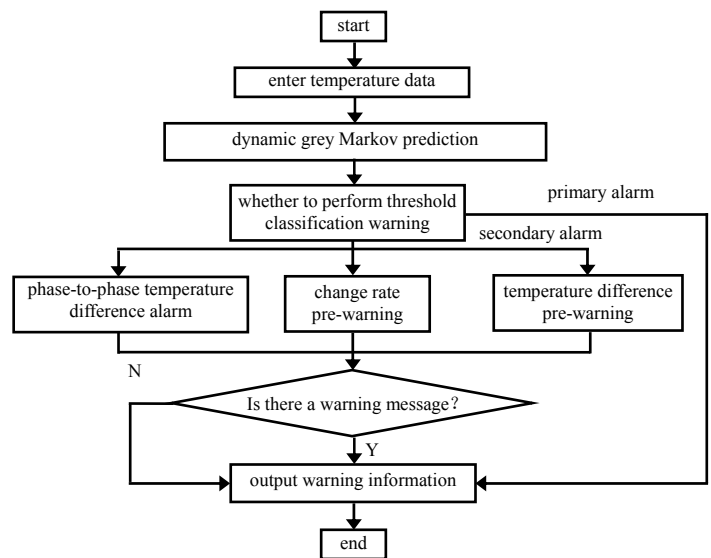 start
enter temperature data
dynamic grey Markov prediction
whether to perform threshold
classification warning
primary alarm
secondary alarm
phase-to-phase temperature
difference alarm
change rate
pre-warning
temperature difference
pre-warning
N
Is there a warning message？
Y
output warning information
end